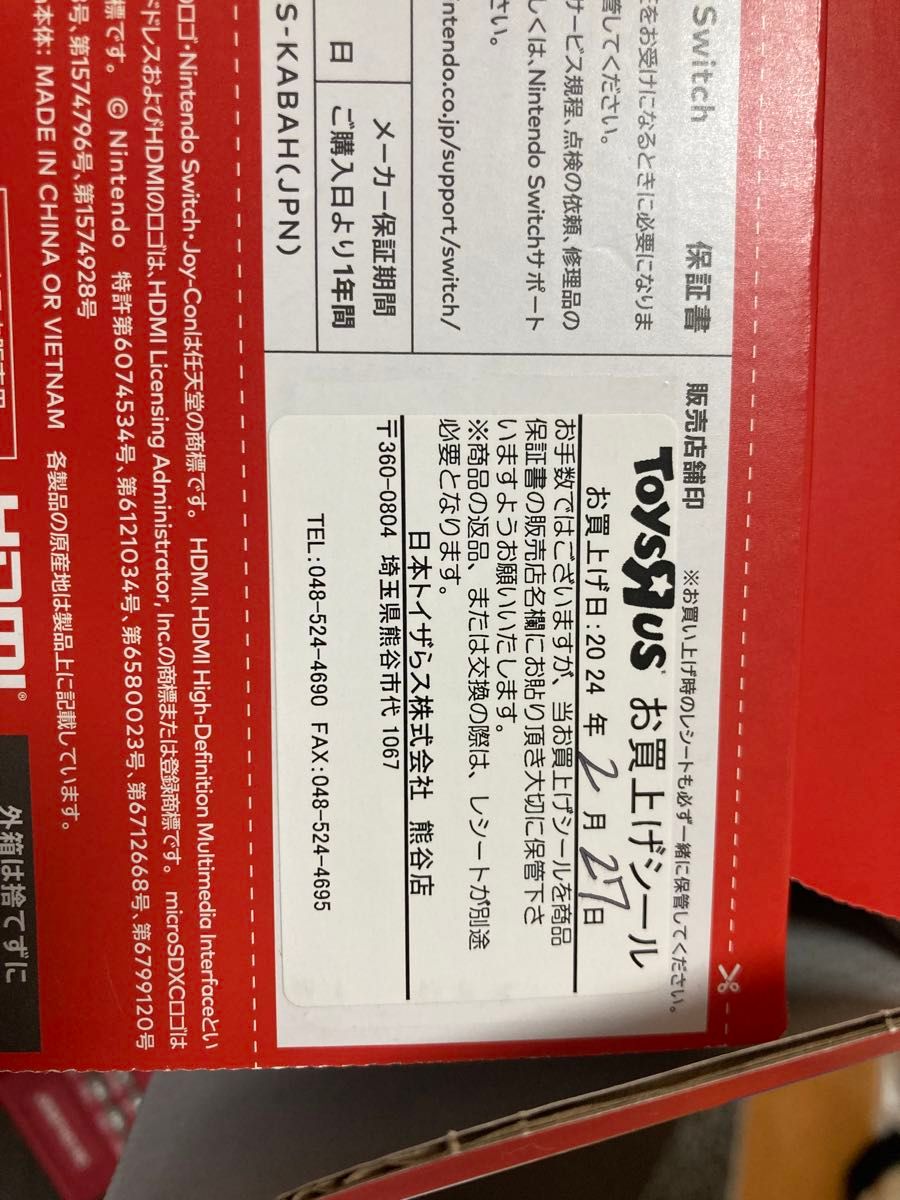 Switch 保証書
をお受けになるときに必要になりま
管してください。
サービス規程、点検の依頼、修理品の
しくは、Nintendo Switchサポート
intendo.co.jp/support/switch/
さい。
メーカー保証期間
日 ご購入日より1年間
S-KABAH(JPN)
販売店舗印 ※お買い上げ時のレシートも必ず一緒に保管してください。
ToysЯus お買上げシール
お買上げ日:2024 年 2 月 27 日
お手数ではございますが、当お買上げシールを商品
保証書の販売店名欄にお貼り頂き大切に保管下さ
いますようお願いいたします。
※商品の返品、または交換の際は、レシートが別途
必要となります。
日本トイザらス株式会社 熊谷店
〒360-0804 埼玉県熊谷市代 1067
TEL:048-524-4690 FAX:048-524-4695
ロゴ・Nintendo Switch・Joy-Conは任天堂の商標です。 HDMI、HDMI High-Definition Multimedia Interfaceとい
ドレスおよびHDMIのロゴは、HDMI Licensing Administrator, Inc.の商標または登録商標です。 microSDXCロゴは
標です。 © Nintendo 特許第6074534号、第6121034号、第6580023号、第6712668号、第6799120号
号、第1574796号、第1574928号
本体: MADE IN CHINA OR VIETNAM 各製品の原産地は製品上に記載しています。
HDMI®
外箱は捨てずに